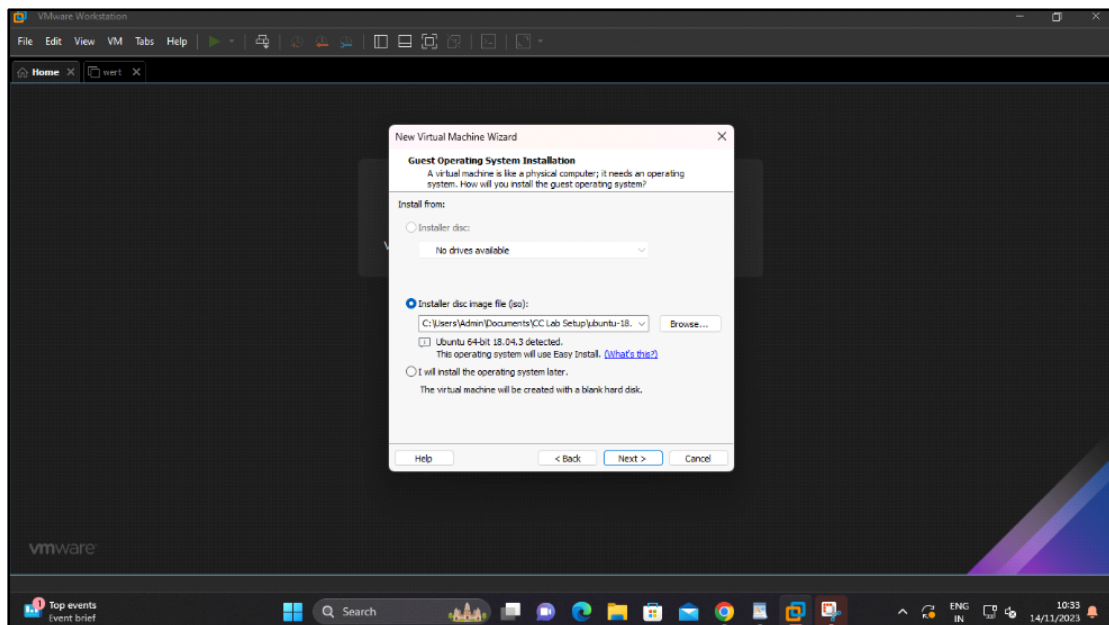 VMware Workstation
File Edit View VM Tabs Help
Home wert
New Virtual Machine Wizard
Guest Operating System Installation
A virtual machine is like a physical computer; it needs an operating
system. How will you install the guest operating system?
Install from:
Installer disc:
No drives available
Installer disc image file (iso):
C:\Users\Admin\Documents\CC Lab Setup\ubuntu-18. Browse...
Ubuntu 64-bit 18.04.3 detected.
This operating system will use Easy Install. (What's this?)
I will install the operating system later.
The virtual machine will be created with a blank hard disk.
Help < Back Next > Cancel
vmware
1 Top events
Event brief
Search
ENG
IN
10:33
14/11/2023